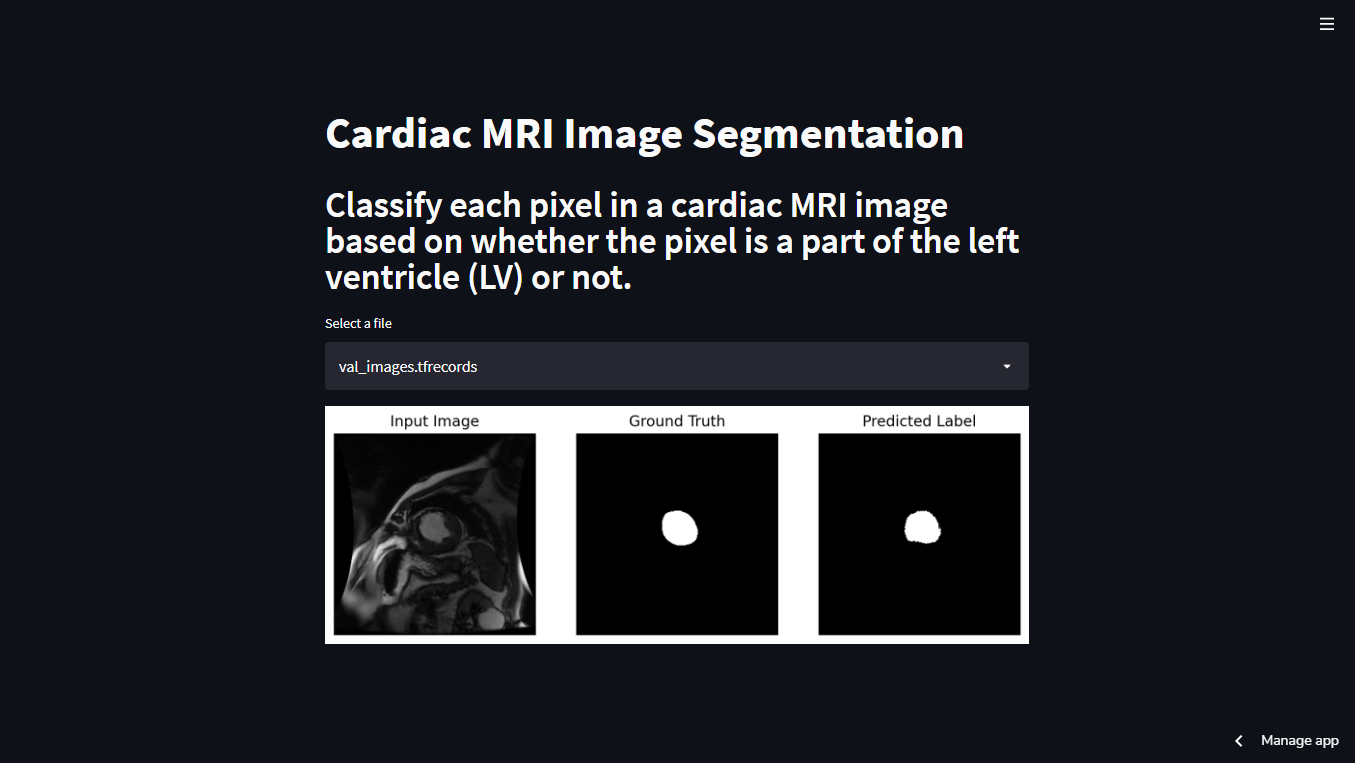 Cardiac MRI Image Segmentation
Classify each pixel in a cardiac MRI image
based on whether the pixel is a part of the left
ventricle (LV) or not.
Select a file
val_images.tfrecords
Input Image
Ground Truth
Predicted Label
Manage app